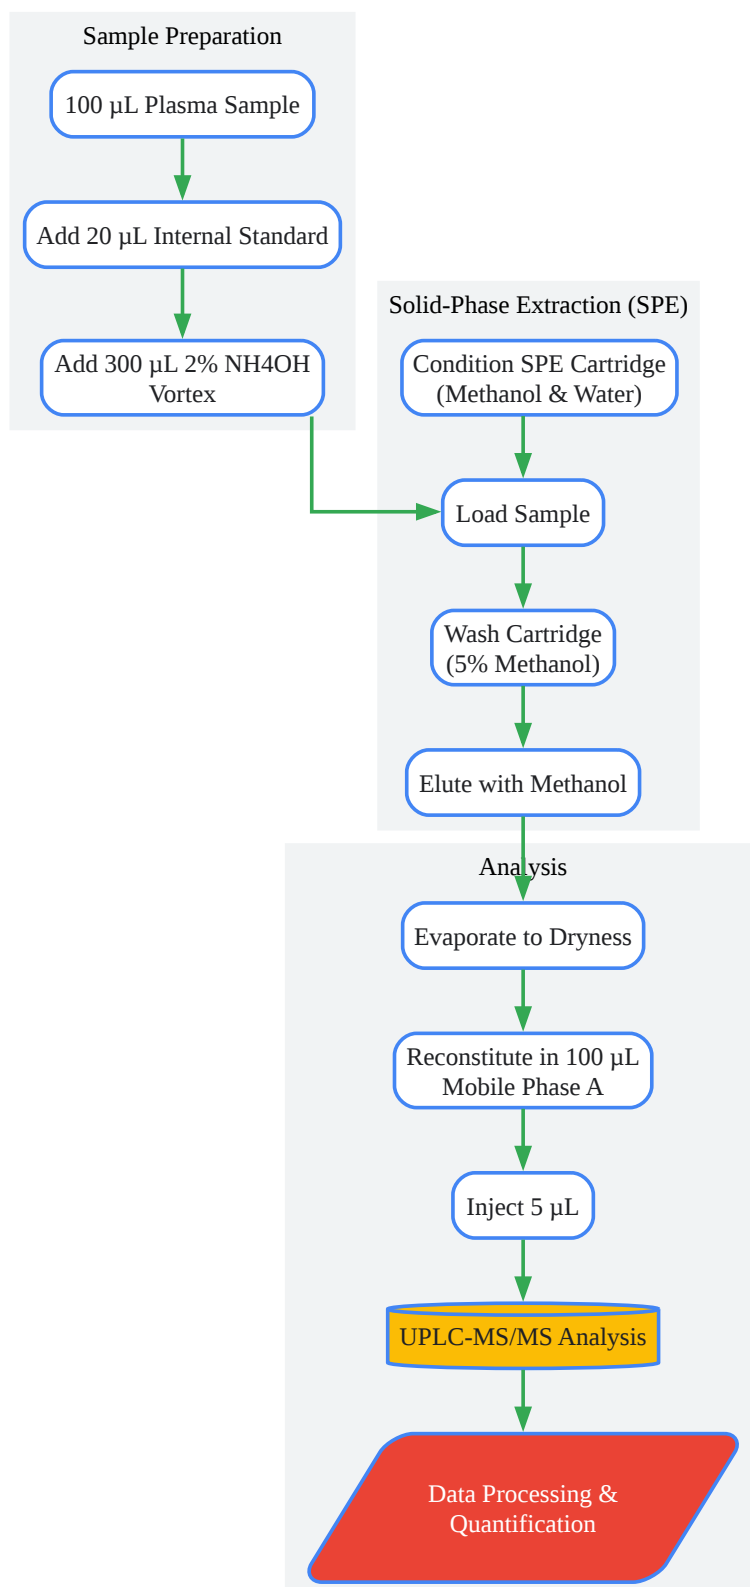 Sample Preparation
100 µL Plasma Sample
Add 20 µL Internal Standard
Add 300 µL 2% NH4OH
Vortex
Solid-Phase Extraction (SPE)
Condition SPE Cartridge
(Methanol & Water)
Load Sample
Wash Cartridge
(5% Methanol)
Elute with Methanol
Analysis
Evaporate to Dryness
Reconstitute in 100 µL
Mobile Phase A
Inject 5 µL
UPLC-MS/MS Analysis
Data Processing &
Quantification